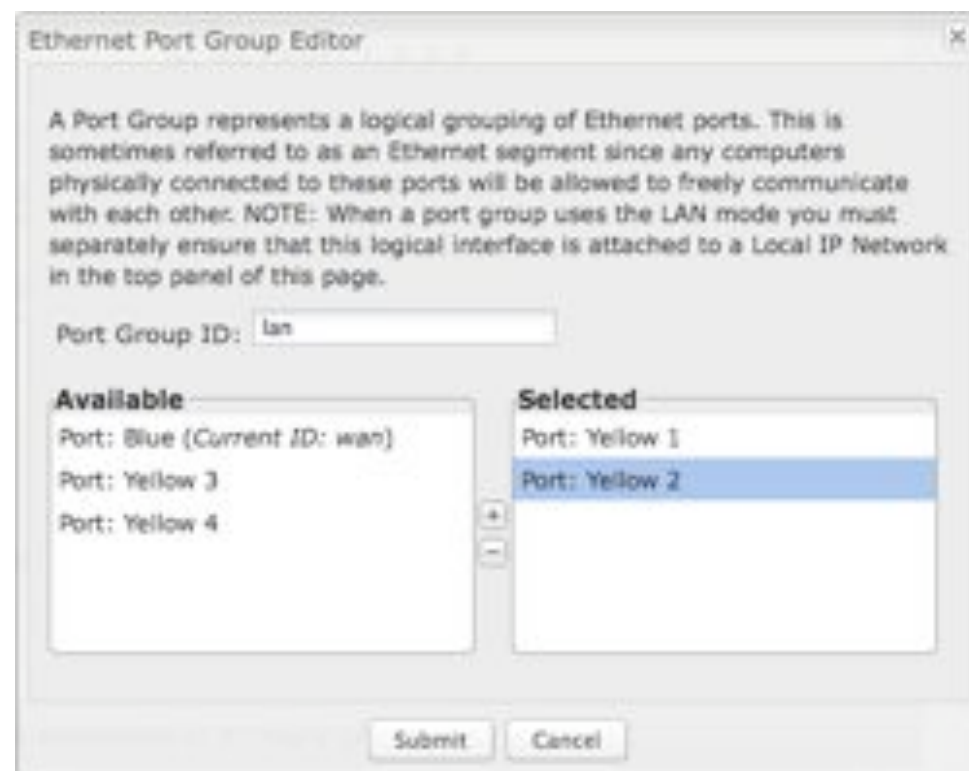 Ethernet Port Group Editor
A Port Group represents a logical grouping of Ethernet ports. This is
sometimes referred to as an Ethernet segment since any computers
physically connected to these ports will be allowed to freely communicate
with each other. NOTE: When a port group uses the LAN mode you must
separately ensure that this logical interface is attached to a Local IP Network
in the top panel of this page.
Port Group ID: lan
Available
Port: Blue (Current ID: wan)
Port: Yellow 3
Port: Yellow 4
+
-
Selected
Port: Yellow 1
Port: Yellow 2
Submit Cancel